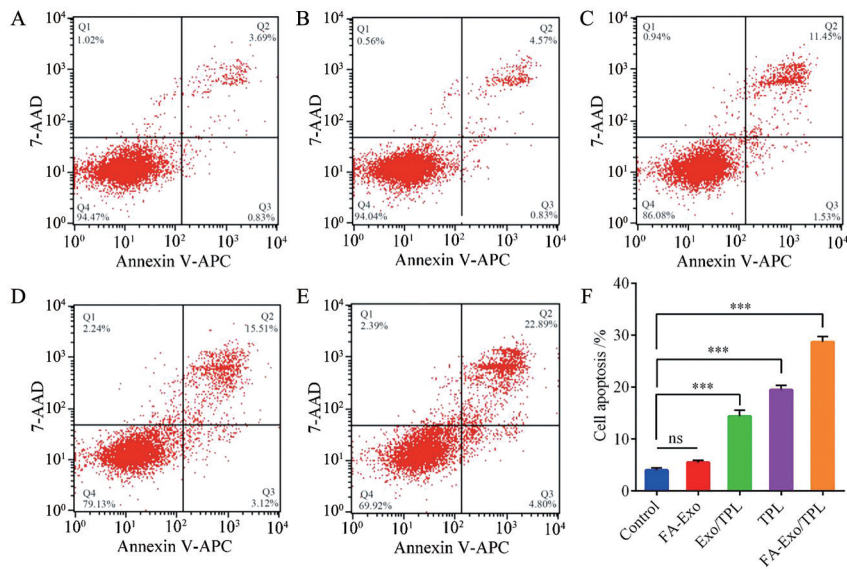 A
Q1
1.02%
Q2
3.69%
10⁴
10³
10²
10¹
10⁰
7-AAD
Q4
94.47%
Q3
0.83%
10⁰ 10¹ 10² 10³ 10⁴
Annexin V-APC
B
Q1
0.56%
Q2
4.57%
10⁴
10³
10²
10¹
10⁰
7-AAD
Q4
94.04%
Q3
0.83%
10⁰ 10¹ 10² 10³ 10⁴
Annexin V-APC
C
Q1
0.94%
Q2
11.45%
10⁴
10³
10²
10¹
10⁰
7-AAD
Q4
86.08%
Q3
1.53%
10⁰ 10¹ 10² 10³ 10⁴
Annexin V-APC
D
Q1
2.24%
Q2
15.51%
10⁴
10³
10²
10¹
10⁰
7-AAD
Q4
79.13%
Q3
3.12%
10⁰ 10¹ 10² 10³ 10⁴
Annexin V-APC
E
Q1
2.39%
Q2
22.89%
10⁴
10³
10²
10¹
10⁰
7-AAD
Q4
69.92%
Q3
4.80%
10⁰ 10¹ 10² 10³ 10⁴
Annexin V-APC
F
40
30
20
10
0
Cell apoptosis /%
***
***
***
ns
Control
FA-Exo
Exo/TPL
TPL
FA-Exo/TPL